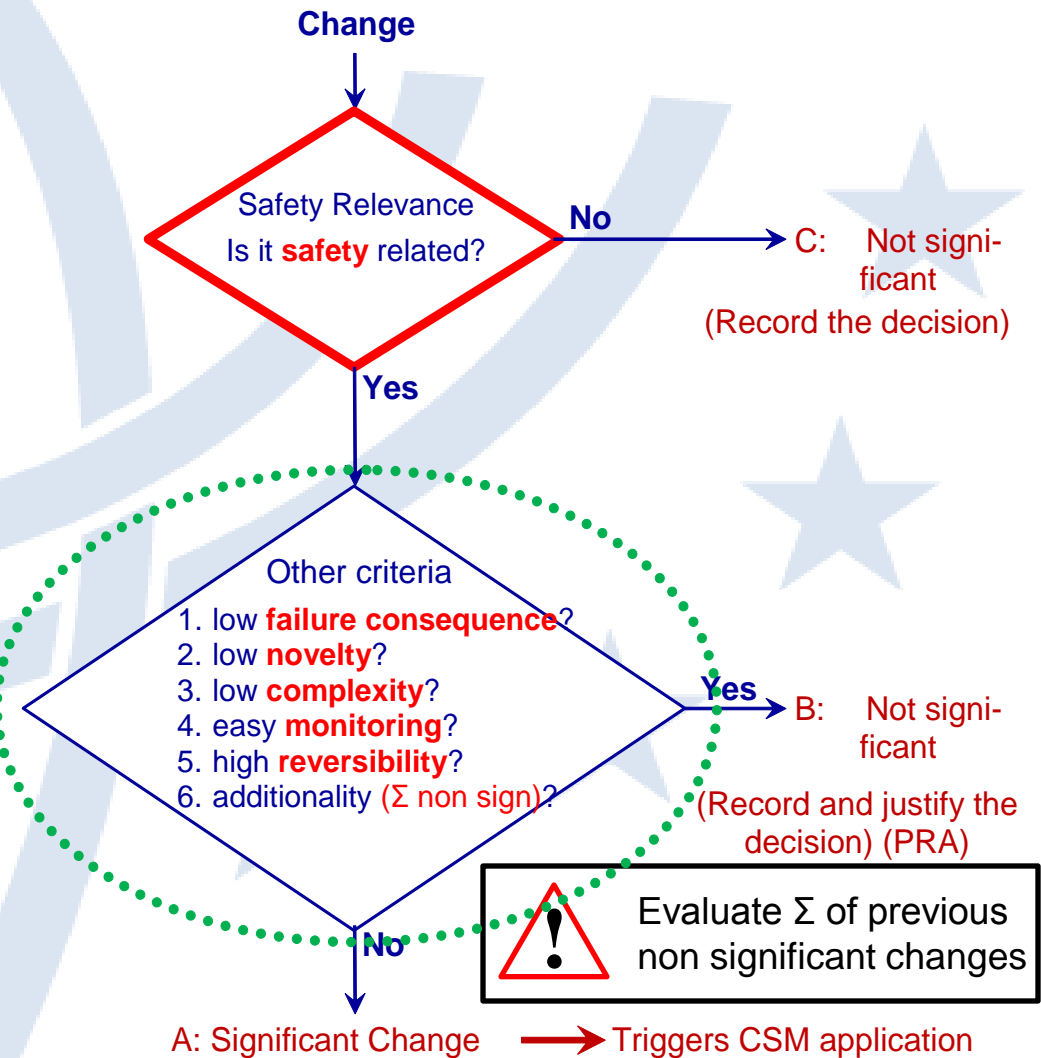 Change
Safety Relevance
Is it safety related?
No
C: Not signi-
ficant
(Record the decision)
Yes
Other criteria
1. low failure consequence?
2. low novelty?
3. low complexity?
4. easy monitoring?
5. high reversibility?
6. additionality (Σ non sign)?
Yes
B: Not signi-
ficant
(Record and justify the
decision) (PRA)
!
Evaluate Σ of previous
non significant changes
No
A: Significant Change
Triggers CSM application